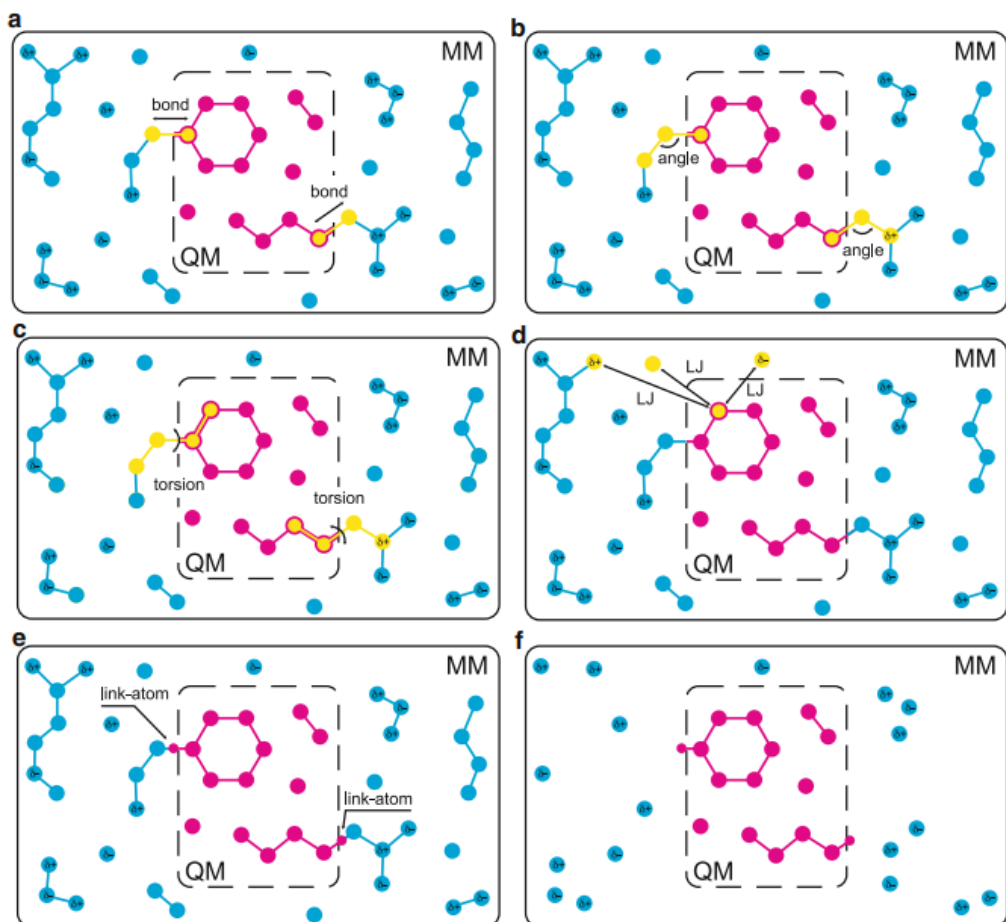 a
MM
δ+ δ+ δ–
δ+
δ–
bond
δ+ δ+
δ–
bond
δ+
δ–
δ+
δ–
δ+
QM
δ–
δ–
δ+
δ+ δ–
b
MM
δ+ δ+ δ–
δ+
δ–
δ+ δ+
angle
δ–
δ+
δ–
δ+
δ–
angle
δ+
QM
δ–
δ–
δ+
δ+ δ–
c
MM
δ+ δ+ δ–
δ+
δ–
δ+ δ+
δ–
torsion
torsion
δ+
δ–
δ+
δ–
δ+
QM
δ–
δ–
δ+ δ–
d
MM
δ+ δ+ δ–
LJ
LJ
LJ
δ+
δ–
δ+ δ+
δ–
δ+
δ–
δ+
δ–
δ+
QM
δ–
δ–
δ+
δ+ δ–
e
MM
δ+ δ+ δ–
link-atom
δ+
δ–
δ+ δ+
δ–
link-atom
δ+
δ–
δ+
δ–
δ+
QM
δ–
δ–
δ+
δ+ δ–
f
MM
δ+ δ+ δ–
δ+
δ–
δ+ δ+
δ–
δ+
δ–
δ+
δ–
δ+
QM
δ–
δ–
δ+
δ+ δ–